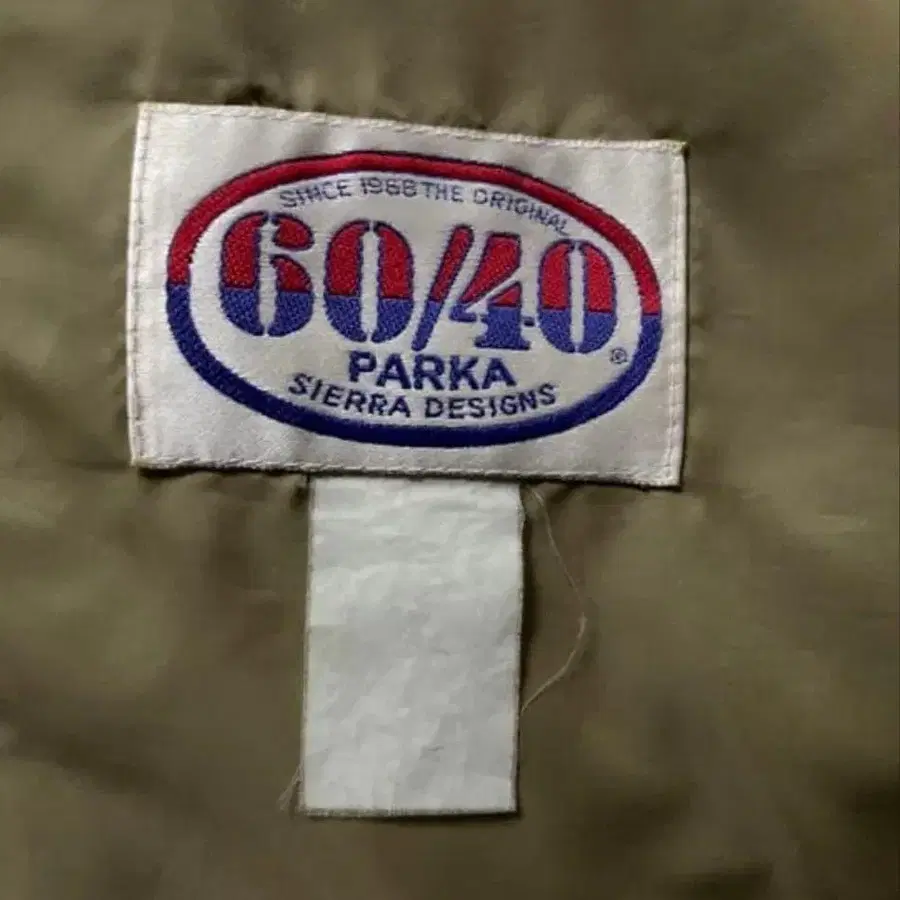 SINCE 1968 THE ORIGINAL
60/40
®
PARKA
SIERRA DESIGNS